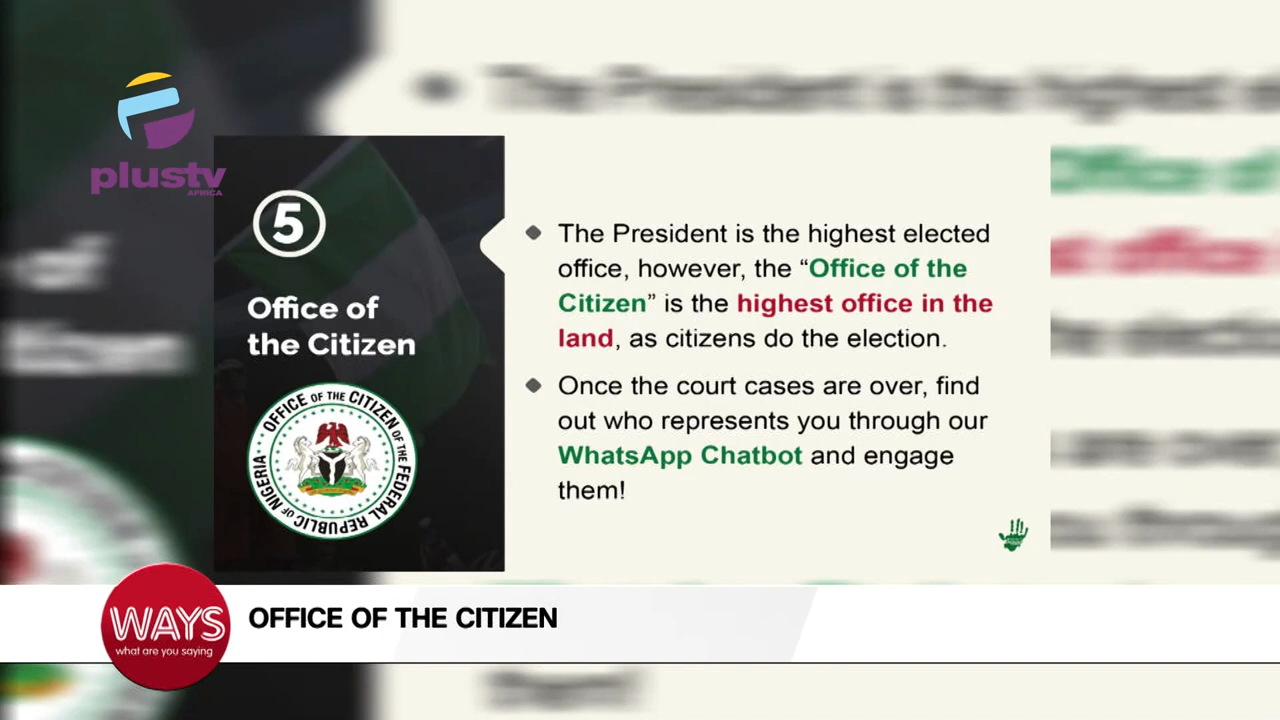 plustv
AFRICA
5
Office of
the Citizen
OFFICE OF THE CITIZEN OF THE FEDERAL REPUBLIC OF NIGERIA
The President is the highest elected
office, however, the “Office of the
Citizen” is the highest office in the
land, as citizens do the election.
Once the court cases are over, find
out who represents you through our
WhatsApp Chatbot and engage
them!
WAYS
what are you saying
OFFICE OF THE CITIZEN